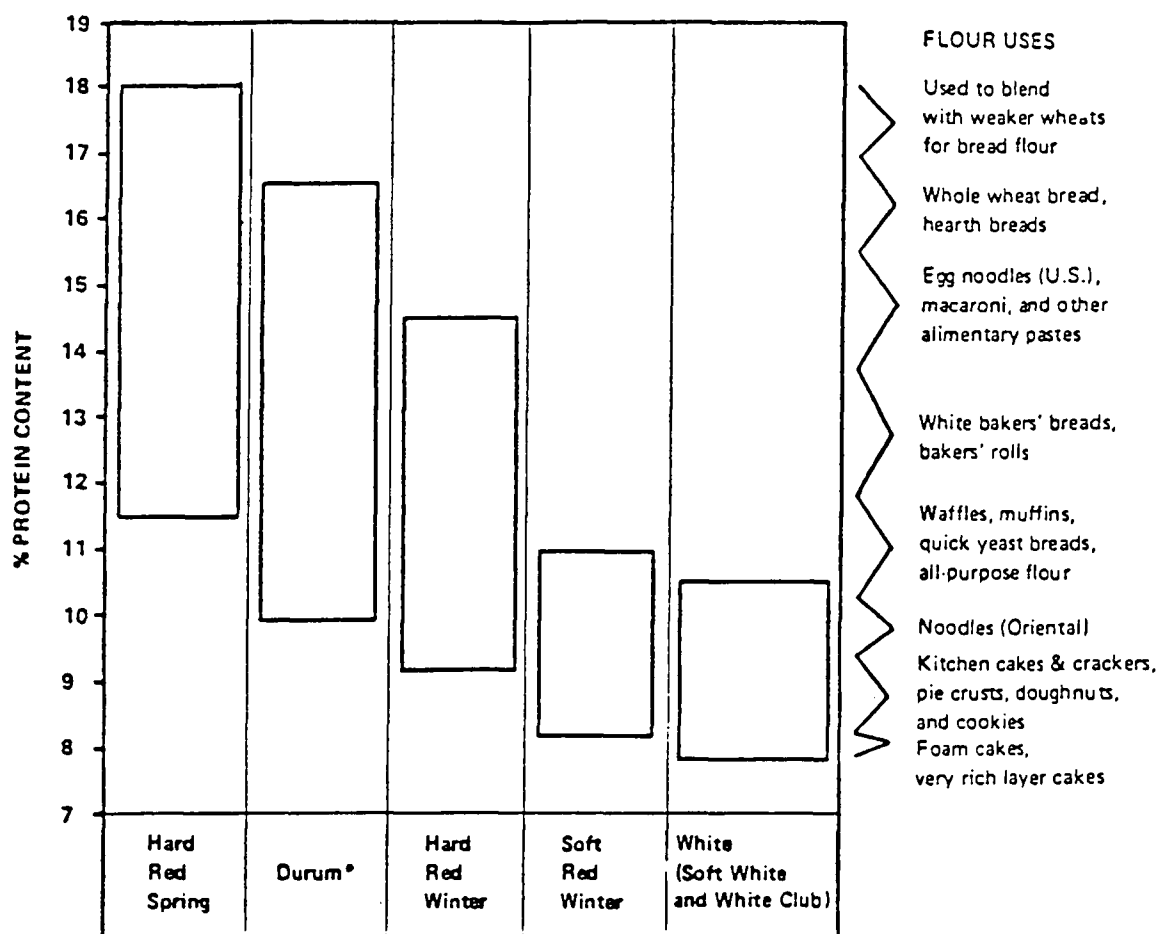 19
18
17
16
15
14
13
12
11
10
9
8
7
% PROTEIN CONTENT
Hard
Red
Spring
Durum*
Hard
Red
Winter
Soft
Red
Winter
White
(Soft White
and White Club)
FLOUR USES
Used to blend
with weaker wheats
for bread flour
Whole wheat bread,
hearth breads
Egg noodles (U.S.),
macaroni, and other
alimentary pastes
White bakers' breads,
bakers' rolls
Waffles, muffins,
quick yeast breads,
all-purpose flour
Noodles (Oriental)
Kitchen cakes & crackers,
pie crusts, doughnuts,
and cookies
Foam cakes,
very rich layer cakes